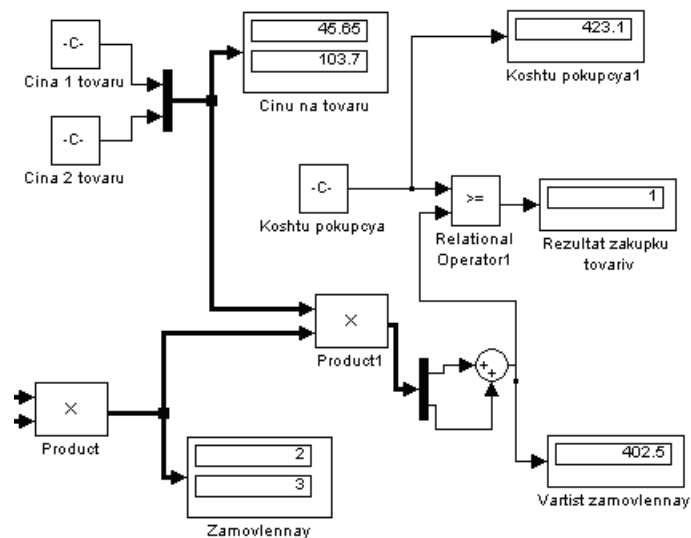 -C-
Cina 1 tovaru
-C-
Cina 2 tovaru
45.65
103.7
Cinu na tovaru
423.1
Koshtu pokupcya1
-C-
Koshtu pokupcya
>=
Relational
Operator1
1
Rezultat zakupku
tovariv
×
Product1
×
Product
2
3
Zamovlennay
+
+
402.5
Vartist zamovlennay